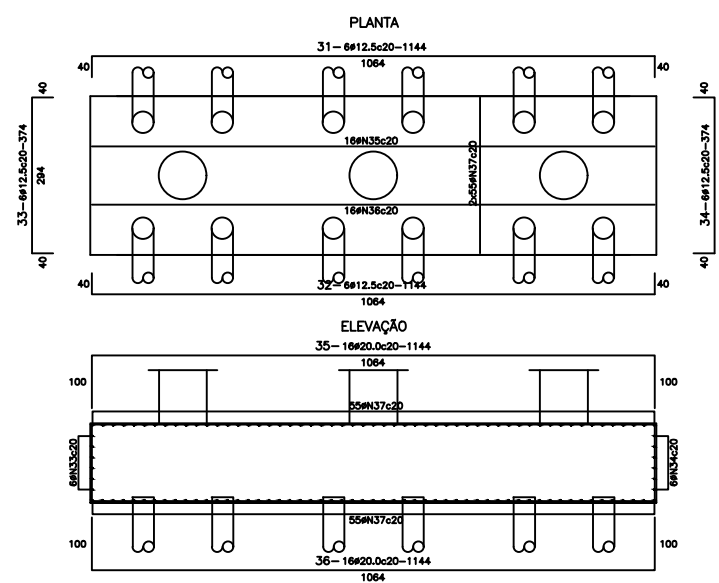 PLANTA
31-6ø12.5c20-1144
40
1064
40
40
40
33-6ø12.5c20-374
294
40
16øN35c20
2x55øN37c20
16øN36c20
34-6ø12.5c20-374
40
40
32-6ø12.5c20-1144
40
1064
ELEVAÇÃO
35-16ø20.0c20-1144
1064
100
100
55øN37c20
6øN33c20
6øN34c20
55øN37c20
100
100
36-16ø20.0c20-1144
1064